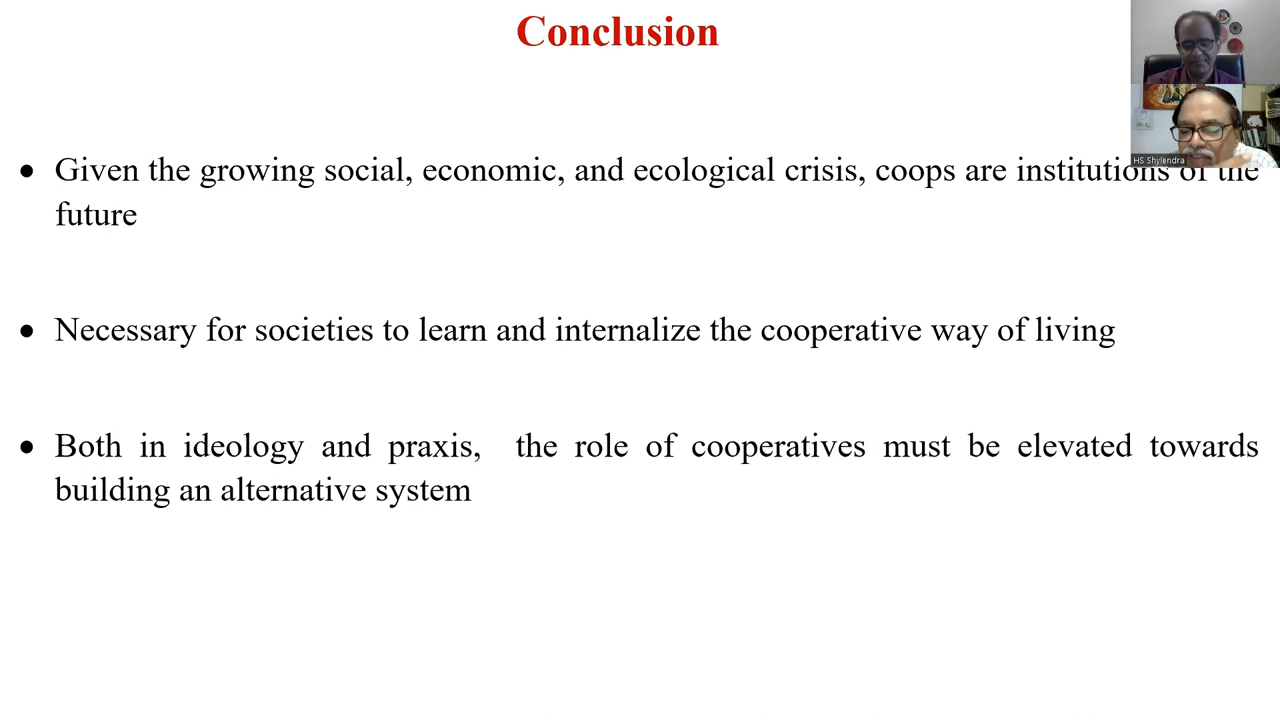 Conclusion
HS Shylendra
• Given the growing social, economic, and ecological crisis, coops are institutions of the
future
• Necessary for societies to learn and internalize the cooperative way of living
• Both in ideology and praxis, the role of cooperatives must be elevated towards
building an alternative system